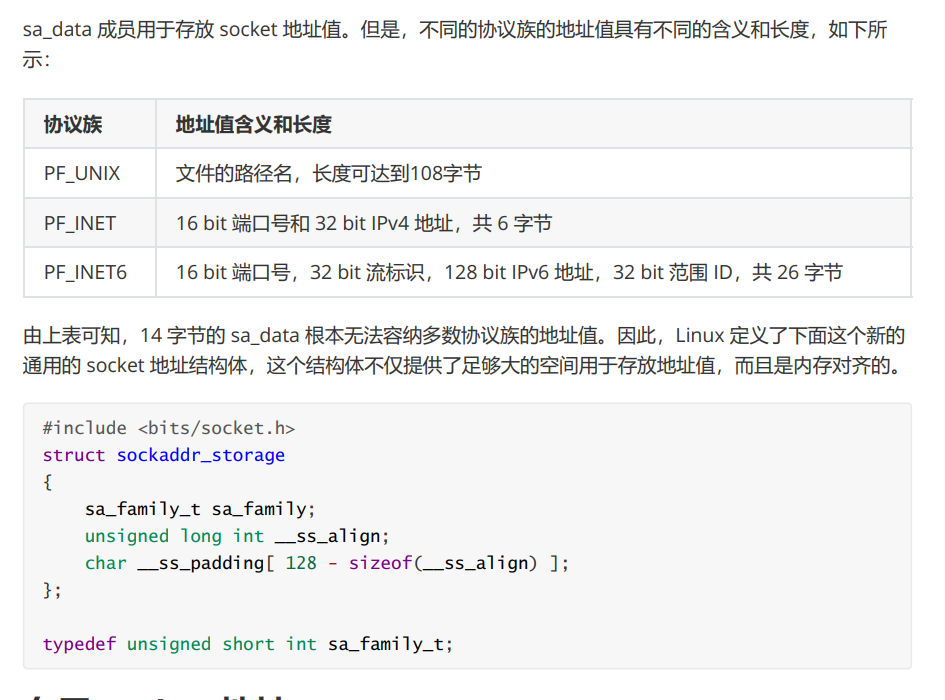 sa_data 成员用于存放 socket 地址值。但是，不同的协议族的地址值具有不同的含义和长度，如下所
示：
协议族 地址值含义和长度
PF_UNIX 文件的路径名，长度可达到108字节
PF_INET 16 bit 端口号和 32 bit IPv4 地址，共 6 字节
PF_INET6 16 bit 端口号，32 bit 流标识，128 bit IPv6 地址，32 bit 范围 ID，共 26 字节
由上表可知，14 字节的 sa_data 根本无法容纳多数协议族的地址值。因此，Linux 定义了下面这个新的
通用的 socket 地址结构体，这个结构体不仅提供了足够大的空间用于存放地址值，而且是内存对齐的。
#include <bits/socket.h>
struct sockaddr_storage
{
    sa_family_t sa_family;
    unsigned long int __ss_align;
    char __ss_padding[ 128 - sizeof(__ss_align) ];
};
typedef unsigned short int sa_family_t;